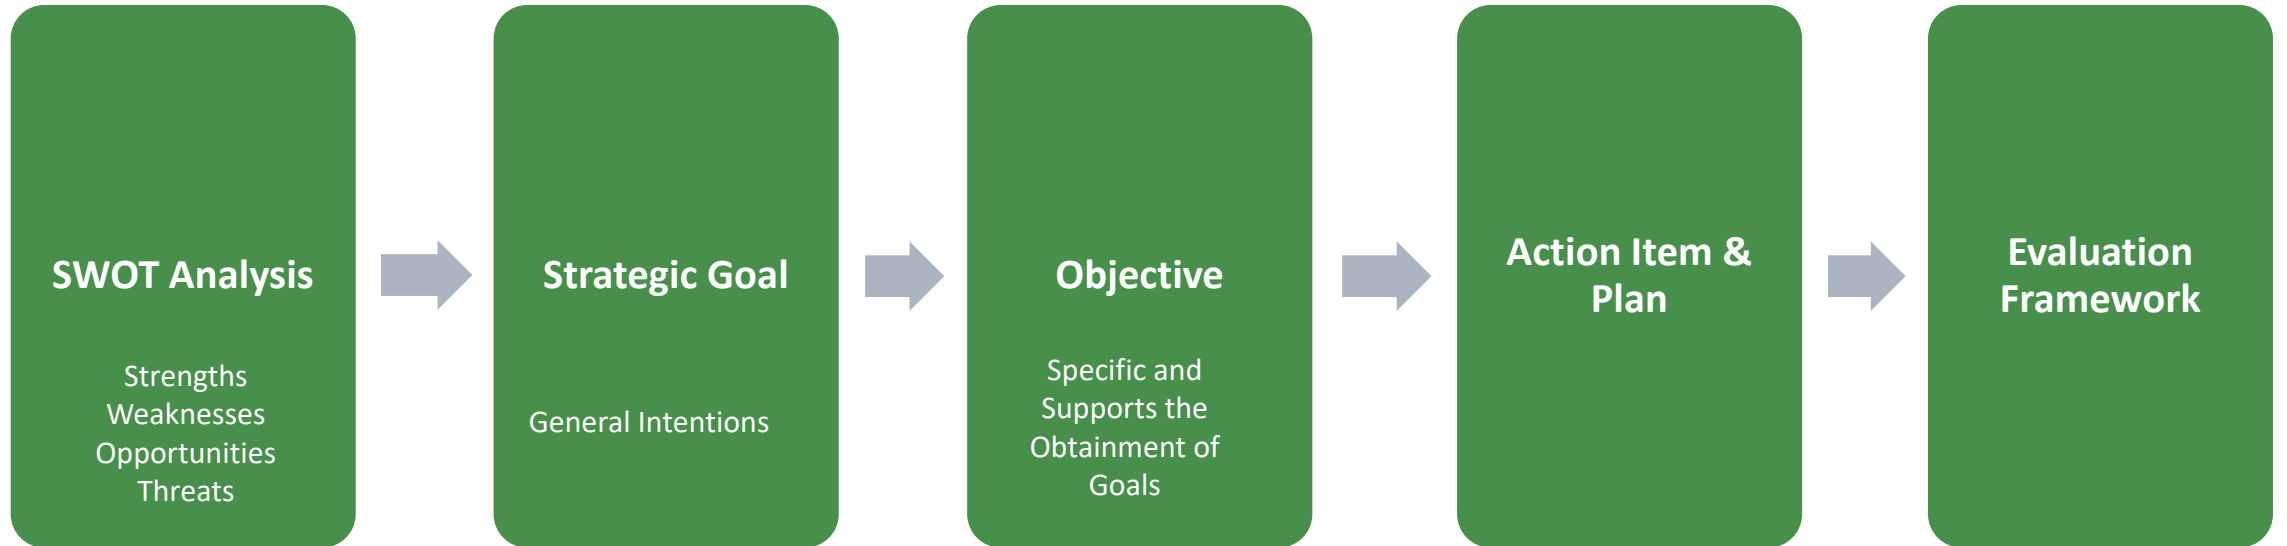 SWOT Analysis
Strengths
Weaknesses
Opportunities
Threats
Strategic Goal
General Intentions
Objective
Specific and
Supports the
Obtainment of
Goals
Action Item &
Plan
Evaluation
Framework